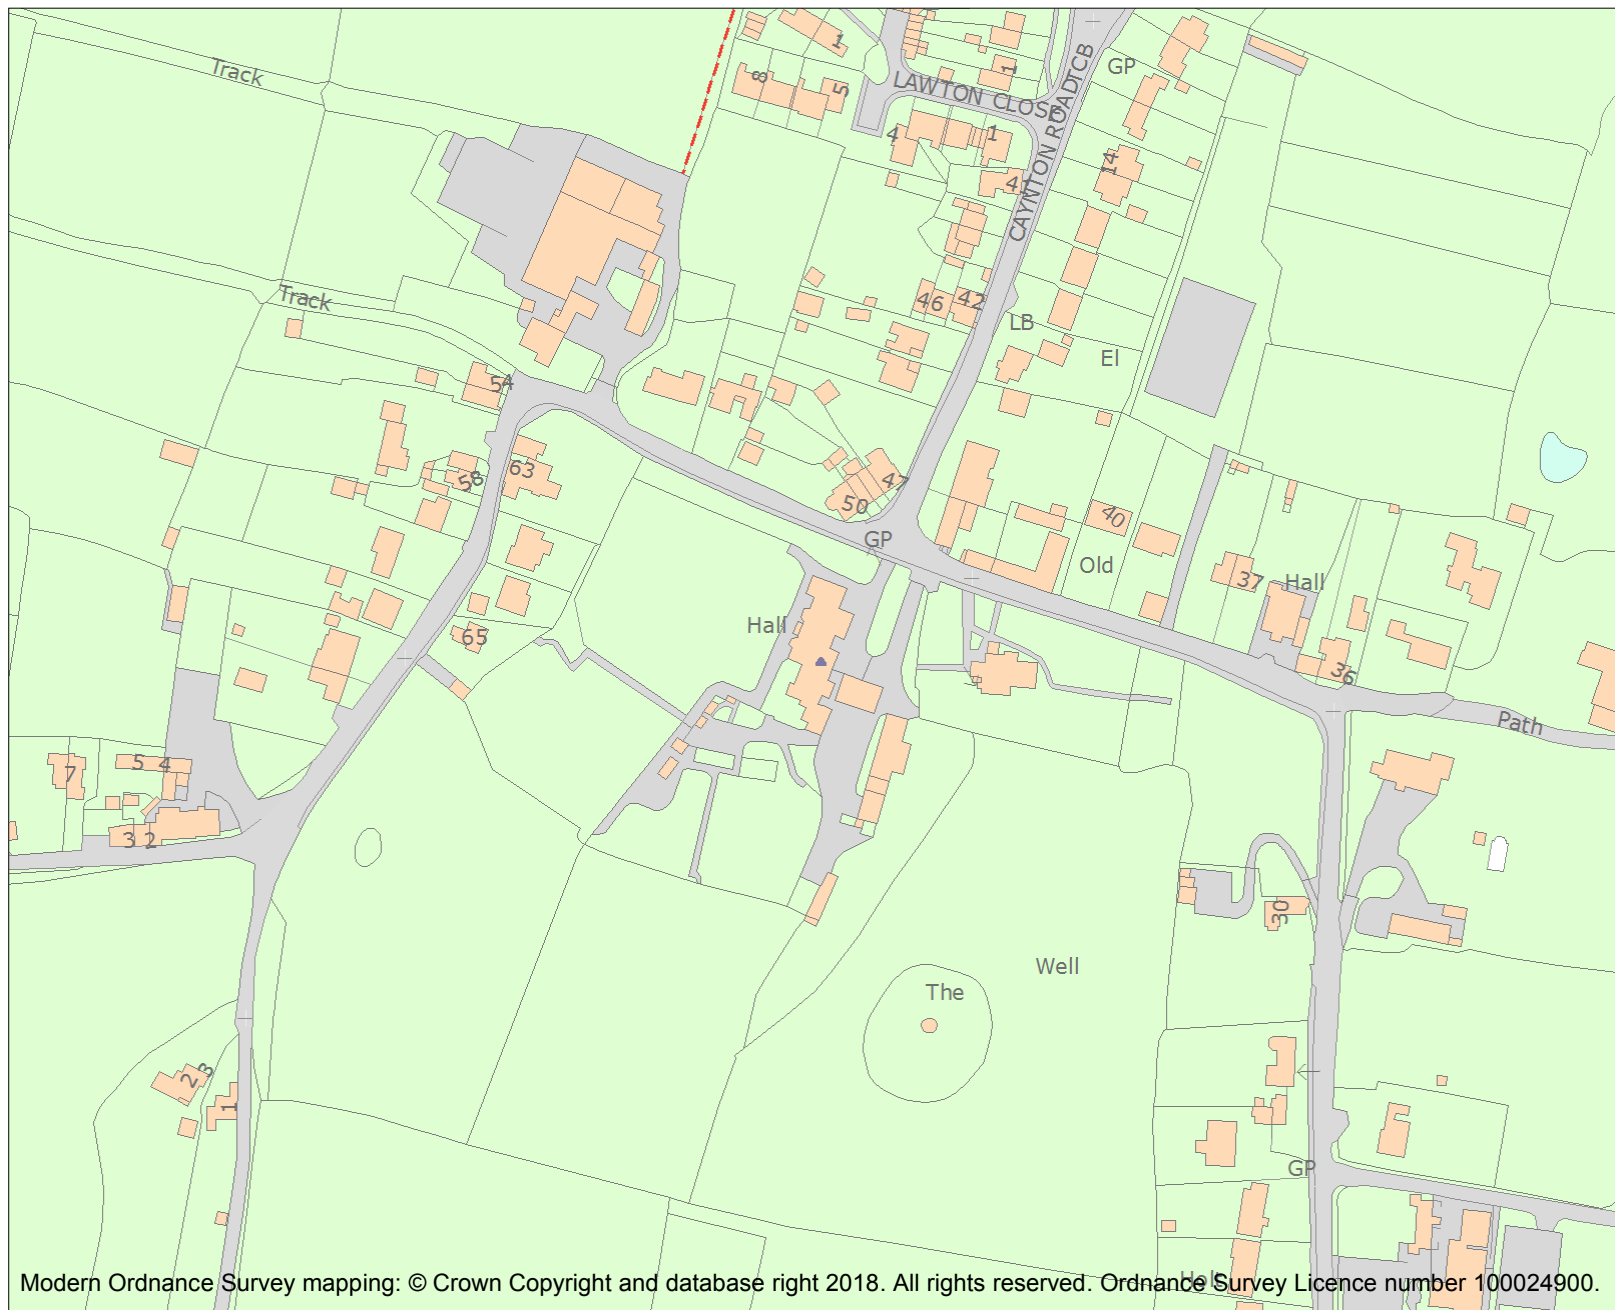 Track
1
8
5
1
LAWTON CLOSE
CAYNTON ROAD
TCB
GP
4
1
41
14
Track
46
42
LB
El
54
58
63
47
50
GP
40
Old
37
Hall
65
Hall
36
Path
7
5 4
3 2
30
Well
The
2
3
1
GP
Holt
Modern Ordnance Survey mapping: © Crown Copyright and database right 2018. All rights reserved. Ordnance Survey Licence number 100024900.